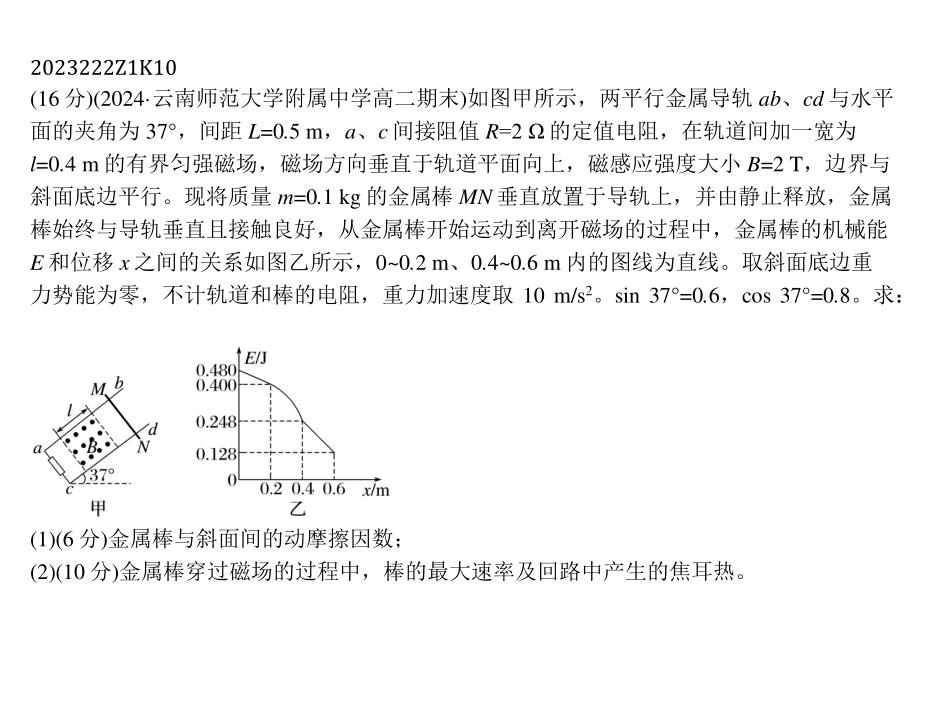 2023222Z1K10
(16 分)(2024·云南师范大学附属中学高二期末)如图甲所示，两平行金属导轨 ab、cd 与水平
面的夹角为 37°，间距 L=0.5 m，a、c 间接阻值 R=2 Ω 的定值电阻，在轨道间加一宽为
l=0.4 m 的有界匀强磁场，磁场方向垂直于轨道平面向上，磁感应强度大小 B=2 T，边界与
斜面底边平行。现将质量 m=0.1 kg 的金属棒 MN 垂直放置于导轨上，并由静止释放，金属
棒始终与导轨垂直且接触良好，从金属棒开始运动到离开磁场的过程中，金属棒的机械能
E 和位移 x 之间的关系如图乙所示，0~0.2 m、0.4~0.6 m 内的图线为直线。取斜面底边重
力势能为零，不计轨道和棒的电阻，重力加速度取 10 m/s²。sin 37°=0.6，cos 37°=0.8。求：
M b
l
d
a
B
N
37°
c
甲
E/J
0.480
0.400
0.248
0.128
0
0.2 0.4 0.6 x/m
乙
(1)(6 分)金属棒与斜面间的动摩擦因数；
(2)(10 分)金属棒穿过磁场的过程中，棒的最大速率及回路中产生的焦耳热。